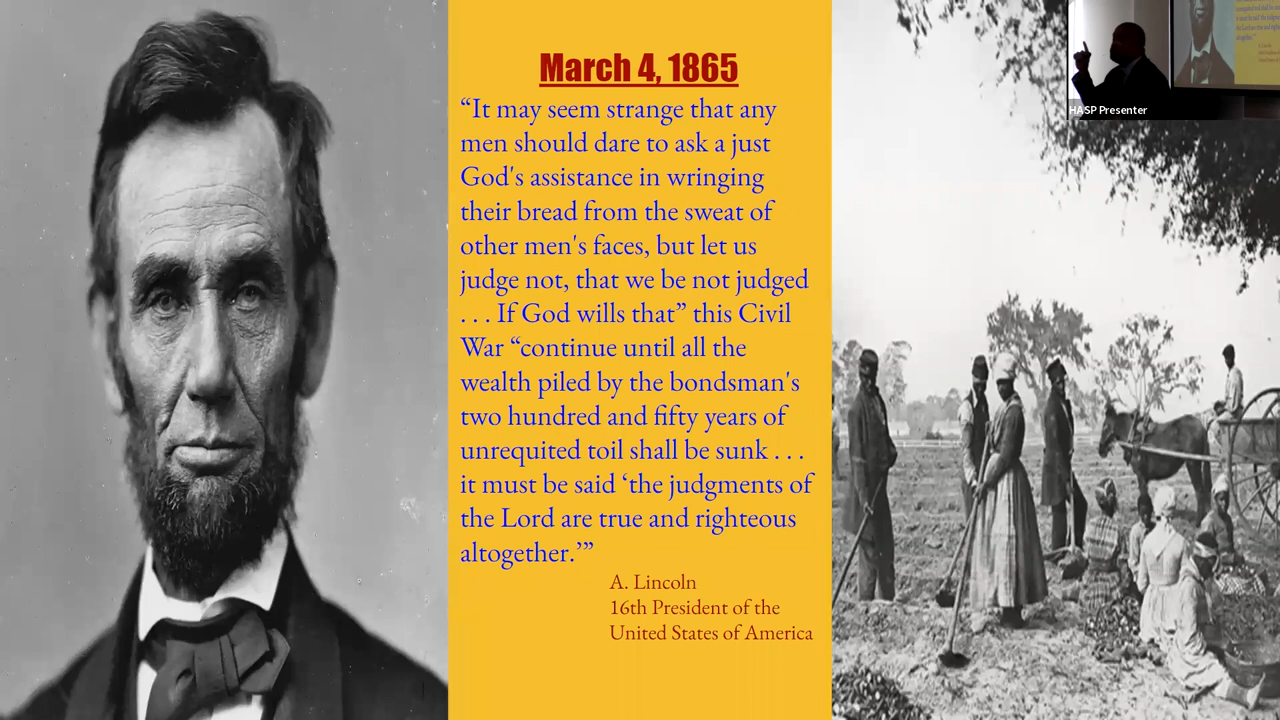 March 4, 1865
“It may seem strange that any
men should dare to ask a just
God's assistance in wringing
their bread from the sweat of
other men's faces, but let us
judge not, that we be not judged
. . . If God wills that” this Civil
War “continue until all the
wealth piled by the bondsman's
two hundred and fifty years of
unrequited toil shall be sunk . . .
it must be said ‘the judgments of
the Lord are true and righteous
altogether.’”
A. Lincoln
16th President of the
United States of America
HASP Presenter